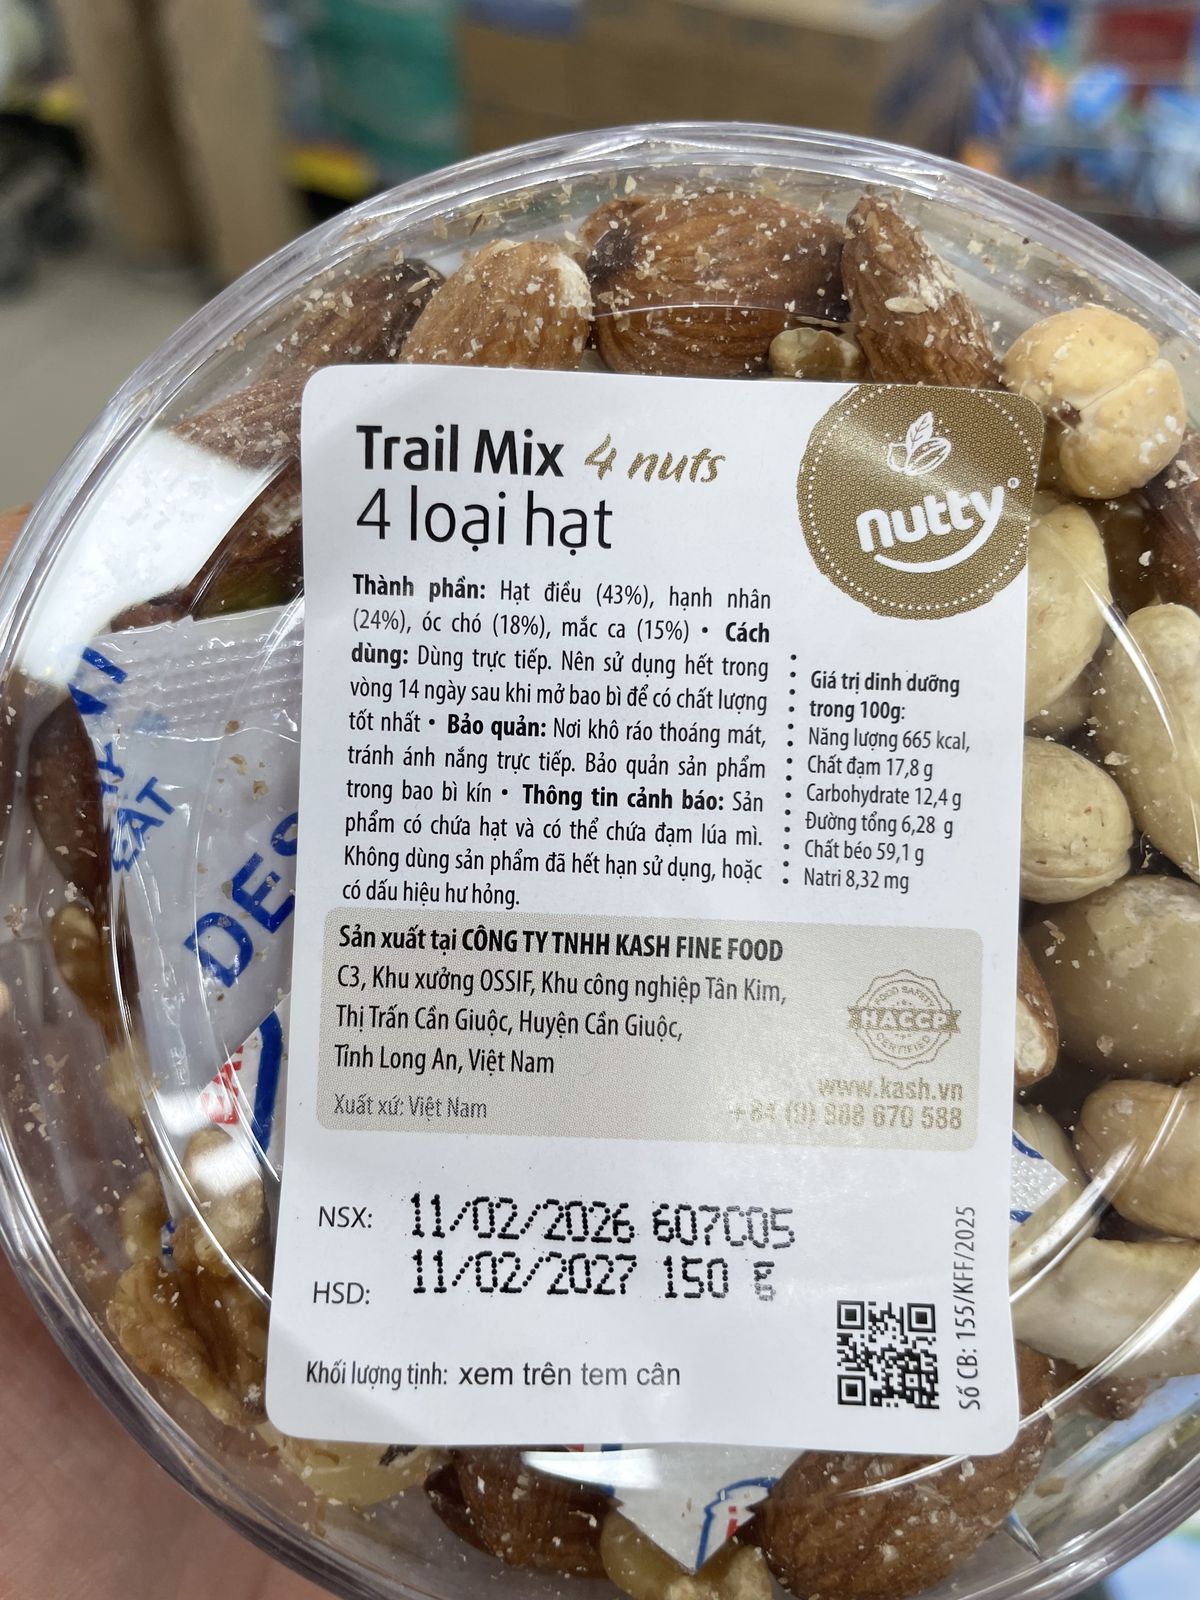 Trail Mix 4 nuts
4 loại hạt
nutty®
Thành phần: Hạt điều (43%), hạnh nhân
(24%), óc chó (18%), mắc ca (15%) • Cách
dùng: Dùng trực tiếp. Nên sử dụng hết trong
vòng 14 ngày sau khi mở bao bì để có chất lượng
tốt nhất • Bảo quản: Nơi khô ráo thoáng mát,
tránh ánh nắng trực tiếp. Bảo quản sản phẩm
trong bao bì kín • Thông tin cảnh báo: Sản
phẩm có chứa hạt và có thể chứa đạm lúa mì.
Không dùng sản phẩm đã hết hạn sử dụng, hoặc
có dấu hiệu hư hỏng.
Giá trị dinh dưỡng
trong 100g:
Năng lượng 665 kcal,
Chất đạm 17,8 g
Carbohydrate 12,4 g
Đường tổng 6,28 g
Chất béo 59,1 g
Natri 8,32 mg
Sản xuất tại CÔNG TY TNHH KASH FINE FOOD
C3, Khu xưởng OSSIF, Khu công nghiệp Tân Kim,
Thị Trấn Cần Giuộc, Huyện Cần Giuộc,
Tỉnh Long An, Việt Nam
Xuất xứ: Việt Nam
FOOD SAFETY
HACCP
CERTIFIED
www.kash.vn
+84 (9) 888 670 588
NSX: 11/02/2026 607C05
HSD: 11/02/2027 150 g
Khối lượng tịnh: xem trên tem cân
Số CB: 155/KFF/2025